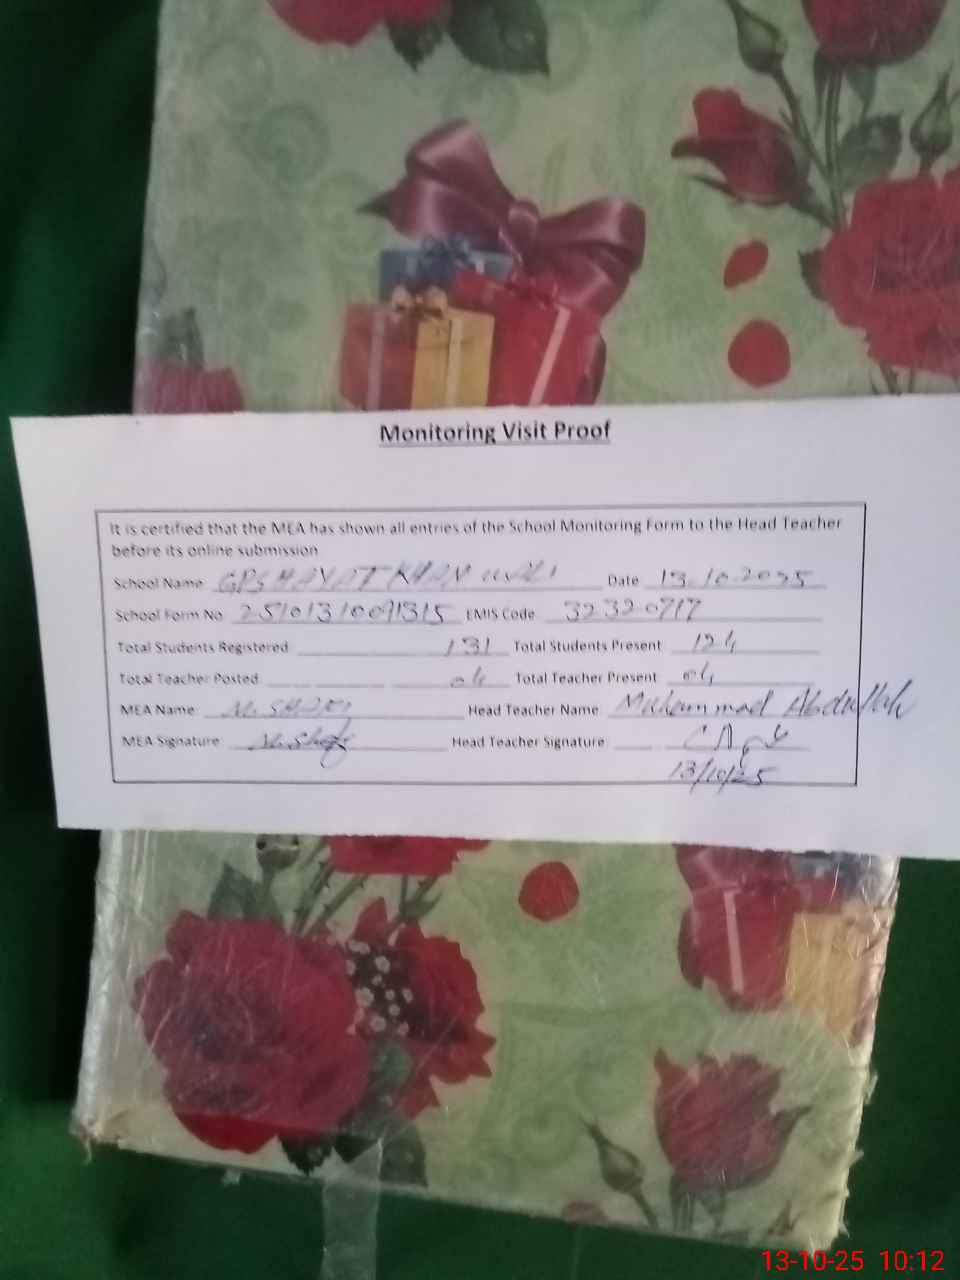 Monitoring Visit Proof
It is certified that the MEA has shown all entries of the School Monitoring Form to the Head Teacher
before its online submission
School Name GPS HAYAT KHAN WALI Date 13.10.2025
School Form No 25101310091315 EMIS Code 32320717
Total Students Registered 131 Total Students Present 124
Total Teacher Posted 04 Total Teacher Present 04
MEA Name M. SHAFI Head Teacher Name Muhammad Abdullah
MEA Signature M. Shafi Head Teacher Signature
13/10/25
13-10-25 10:12